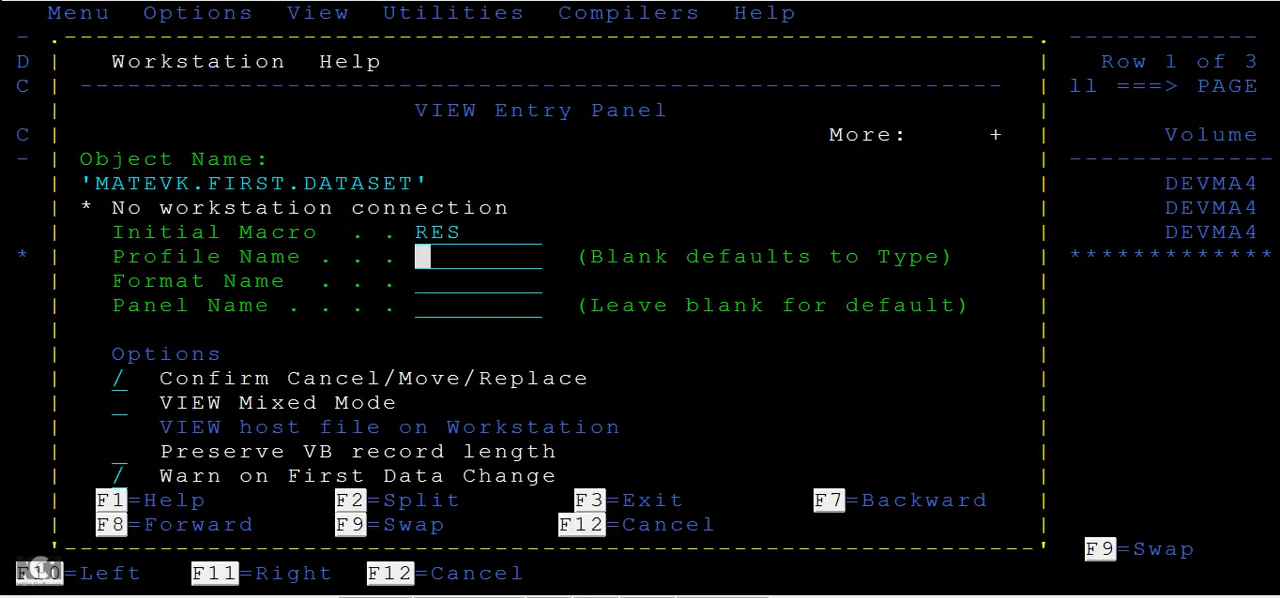 Menu Options View Utilities Compilers Help
- .-------------------------------------------------------------. ------------
D | Workstation Help | Row 1 of 3
C | ---------------------------------------------------------- | ll ===> PAGE
| VIEW Entry Panel |
C | More: + | Volume
- | Object Name: | -------------
| 'MATEVK.FIRST.DATASET' | DEVMA4
| * No workstation connection | DEVMA4
| Initial Macro . . RES | DEVMA4
* | Profile Name . . . (Blank defaults to Type) | *************
| Format Name . . . |
| Panel Name . . . . (Leave blank for default) |
| |
| Options |
| / Confirm Cancel/Move/Replace |
| _ VIEW Mixed Mode |
| VIEW host file on Workstation |
| _ Preserve VB record length |
| / Warn on First Data Change |
| F1=Help F2=Split F3=Exit F7=Backward |
| F8=Forward F9=Swap F12=Cancel |
'-------------------------------------------------------------' F9=Swap
F10=Left F11=Right F12=Cancel